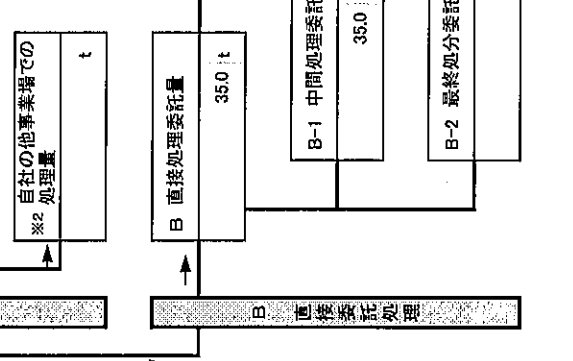 ※2 自社の他事業場での
処理量
t
B 直接処理委託量
35.0 t
B-1 中間処理委託
35.0
B-2 最終処分委託
B 直接委託処理